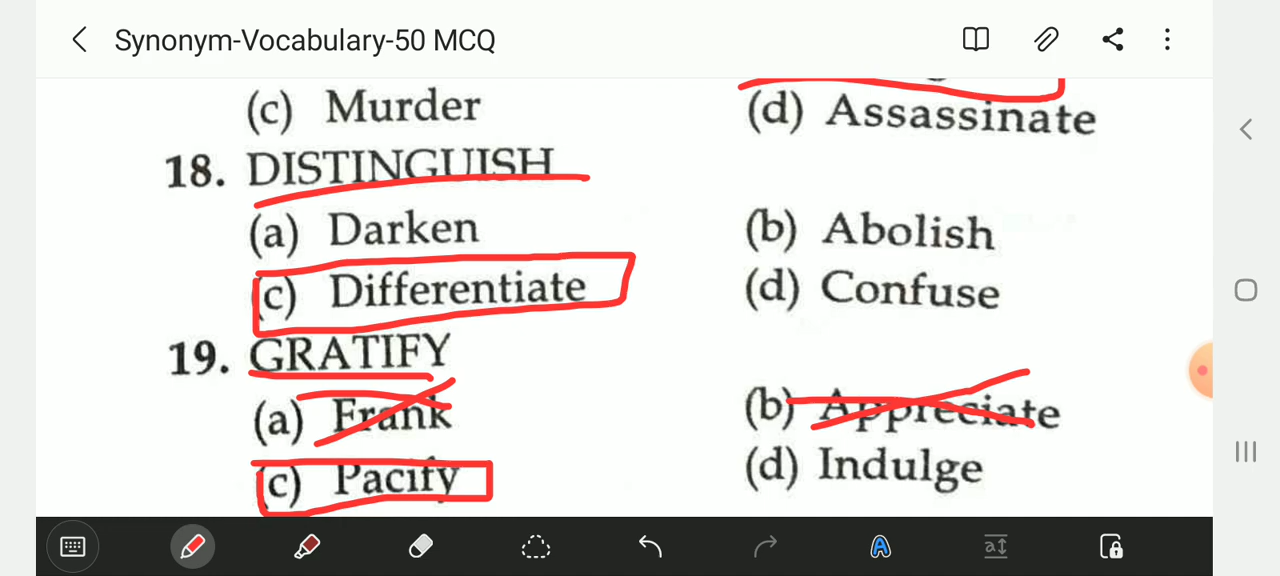 Synonym-Vocabulary-50 MCQ
(c) Murder (d) Assassinate
18. DISTINGUISH
(a) Darken (b) Abolish
(c) Differentiate (d) Confuse
19. GRATIFY
(a) Frank (b) Appreciate
(c) Pacify (d) Indulge